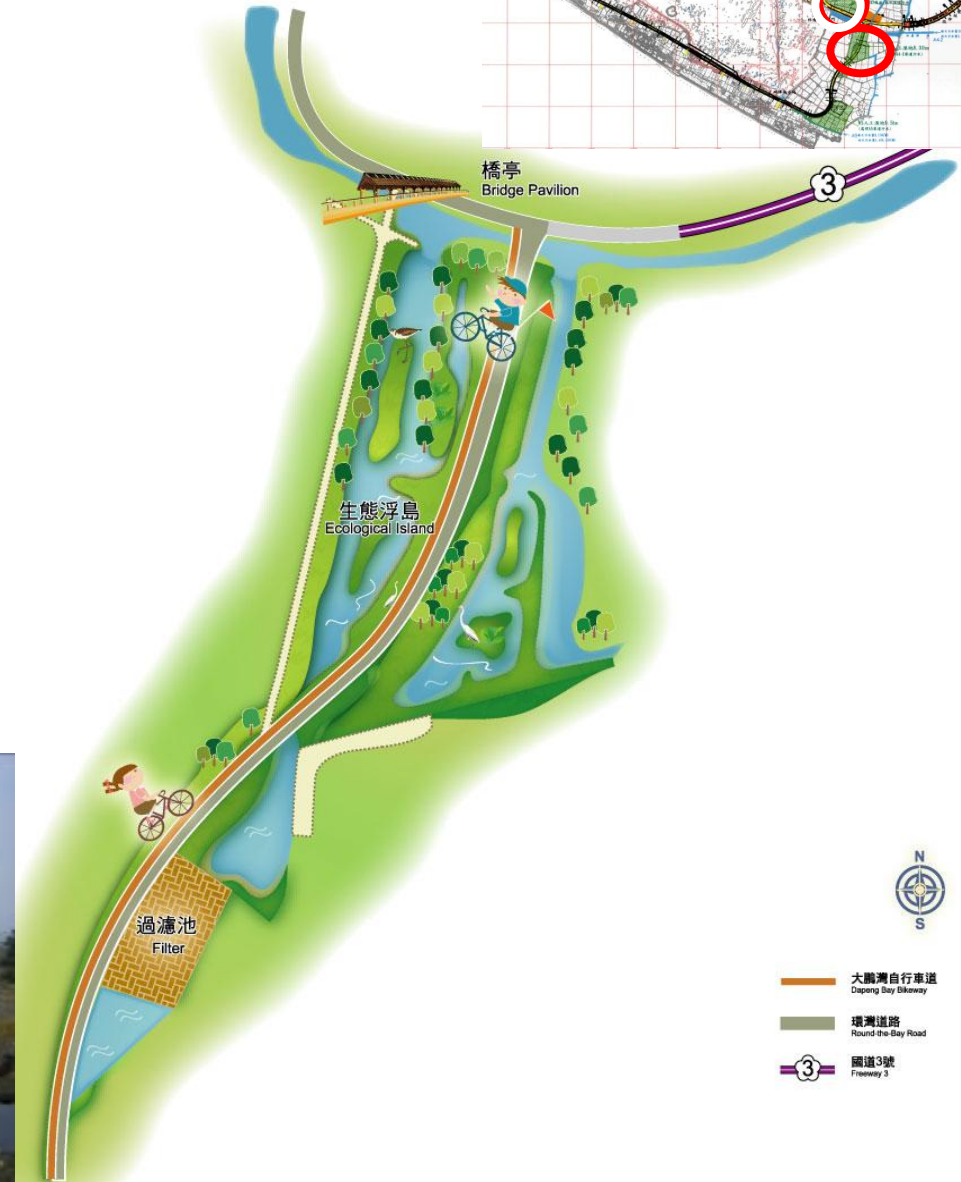 橋亭
Bridge Pavilion
3
生態浮島
Ecological Island
過濾池
Filter
N
S
大鵬灣自行車道
Dapeng Bay Bikeway
環灣道路
Round-the-Bay Road
3
國道3號
Freeway 3